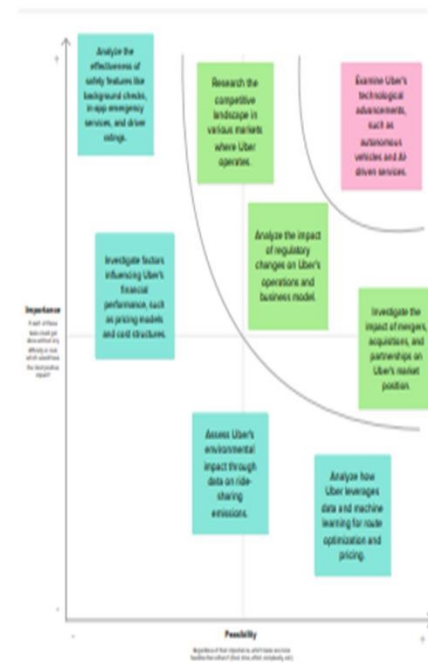 Analyze the
effectiveness of
safety features like
background checks,
in-app emergency
services, and driver
ratings.
Research the
competitive
landscape in
various markets
where Uber
operates.
Examine Uber's
technological
advancements,
such as
autonomous
vehicles and AI-
driven services.
Analyze the impact
of regulatory
changes on Uber's
operations and
business model.
Investigate factors
influencing Uber's
financial
performance, such
as pricing models
and cost structures.
Investigate the
impact of mergers,
acquisitions, and
partnerships on
Uber's market
position.
Importance
Assess Uber's
environmental
impact through
data on ride-
sharing
emissions.
Analyze how
Uber leverages
data and machine
learning for route
optimization and
pricing.
Feasibility